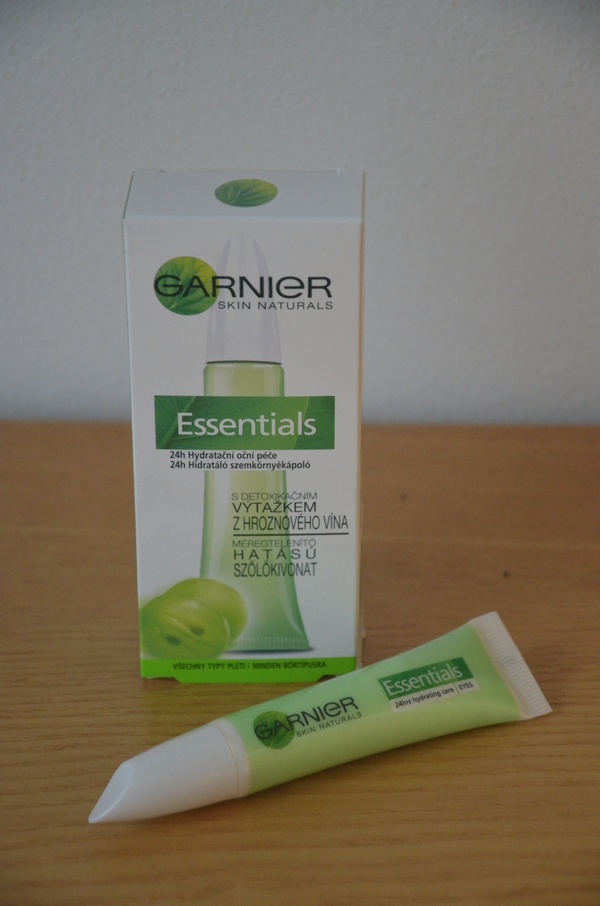 GARNIER
SKIN NATURALS
Essentials
24h Hydratační oční péče
24h Hidratáló szemkörnyékápoló
S DETOXIKAČNÍM
VÝTAŽKEM
Z HROZNOVÉHO VÍNA
MÉREGTELENÍTŐ
HATÁSÚ
SZŐLŐKIVONAT
VŠECHNY TYPY PLETI | MINDEN BŐRTÍPUSRA
GARNIER
SKIN NATURALS
Essentials
24hrs hydrating care | EYES